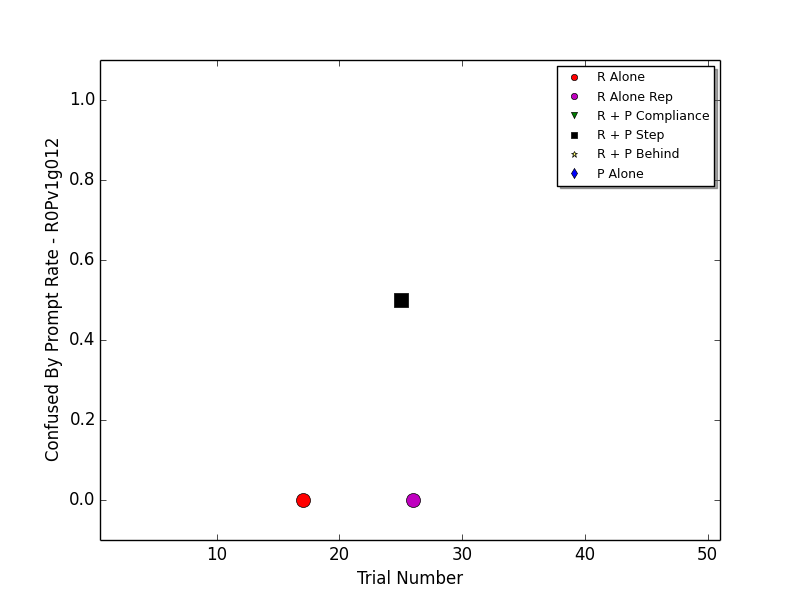 1.0
0.8
0.6
0.4
0.2
0.0
10 20 30 40 50
Trial Number
Confused By Prompt Rate - R0Pv1g012
R Alone
R Alone Rep
R + P Compliance
R + P Step
R + P Behind
P Alone